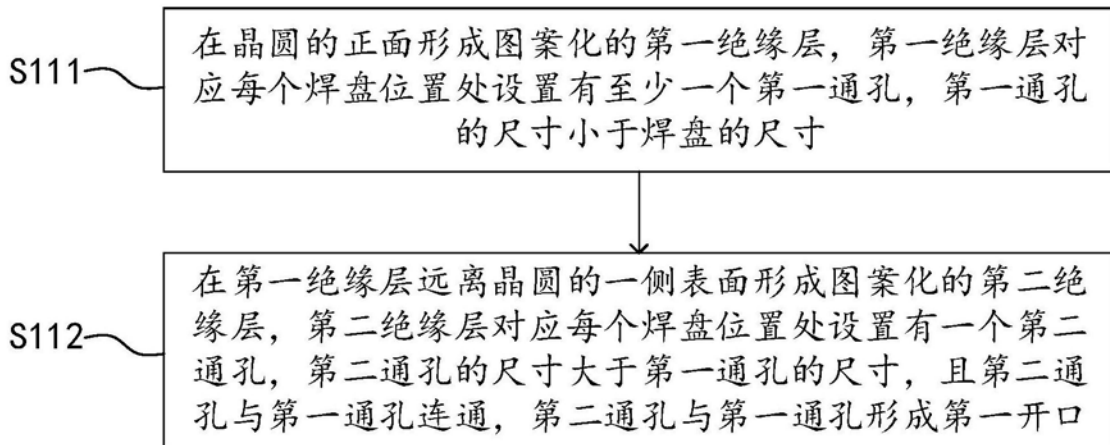 S111
在晶圆的正面形成图案化的第一绝缘层，第一绝缘层对
应每个焊盘位置处设置有至少一个第一通孔，第一通孔
的尺寸小于焊盘的尺寸
S112
在第一绝缘层远离晶圆的一侧表面形成图案化的第二绝
缘层，第二绝缘层对应每个焊盘位置处设置有一个第二
通孔，第二通孔的尺寸大于第一通孔的尺寸，且第二通
孔与第一通孔连通，第二通孔与第一通孔形成第一开口